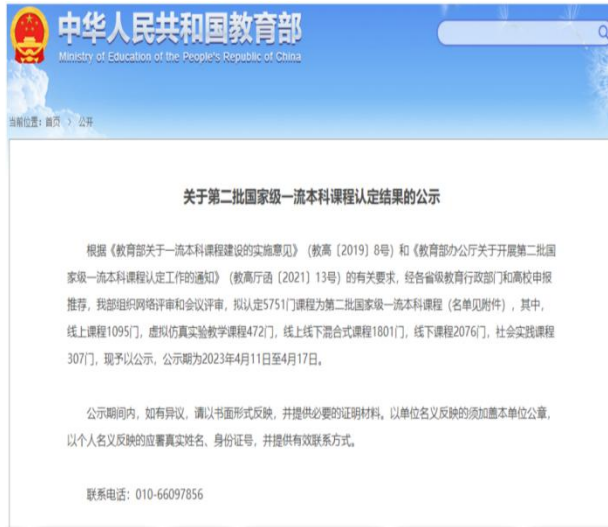 中华人民共和国教育部
Ministry of Education of the People's Republic of China
当前位置：首页 > 公开
关于第二批国家级一流本科课程认定结果的公示
根据《教育部关于一流本科课程建设的实施意见》（教高〔2019〕8号）和《教育部办公厅关于开展第二批国
家级一流本科课程认定工作的通知》（教高厅函〔2021〕13号）的有关要求，经各省级教育行政部门和高校申报
推荐，我部组织网络评审和会议评审，拟认定5751门课程为第二批国家级一流本科课程（名单见附件），其中，
线上课程1095门，虚拟仿真实验教学课程472门，线上线下混合式课程1801门，线下课程2076门，社会实践课程
307门，现予以公示，公示期为2023年4月11日至4月17日。
公示期间内，如有异议，请以书面形式反映，并提供必要的证明材料。以单位名义反映的须加盖本单位公章，
以个人名义反映的应署真实姓名、身份证号，并提供有效联系方式。
联系电话：010-66097856